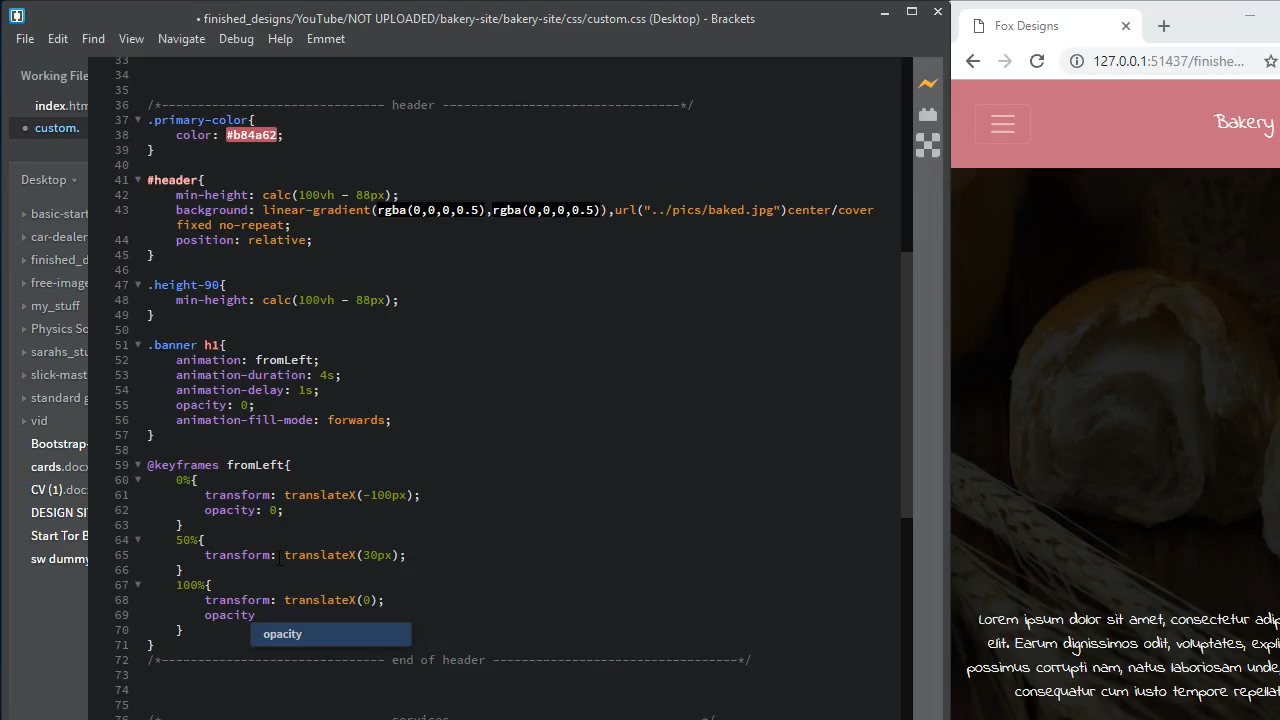 • finished_designs/YouTube/NOT UPLOADED/bakery-site/bakery-site/css/custom.css (Desktop) - Brackets
File Edit Find View Navigate Debug Help Emmet
Working File
index.htm
• custom.
Desktop
basic-start
car-dealer
finished_d
free-image
my_stuff
Physics So
sarahs_stu
slick-mast
standard g
vid
Bootstrap-
cards.docx
CV (1).doc
DESIGN SIT
Start Tor B
sw dummy
33
34
35
36 /*------------------------------- header ---------------------------------*/
37 .primary-color{
38 color: #b84a62;
39 }
40
41 #header{
42 min-height: calc(100vh - 88px);
43 background: linear-gradient(rgba(0,0,0,0.5),rgba(0,0,0,0.5)),url("../pics/baked.jpg")center/cover
fixed no-repeat;
44 position: relative;
45 }
46
47 .height-90{
48 min-height: calc(100vh - 88px);
49 }
50
51 .banner h1{
52 animation: fromLeft;
53 animation-duration: 4s;
54 animation-delay: 1s;
55 opacity: 0;
56 animation-fill-mode: forwards;
57 }
58
59 @keyframes fromLeft{
60 0%{
61 transform: translateX(-100px);
62 opacity: 0;
63 }
64 50%{
65 transform: translateX(30px);
66 }
67 100%{
68 transform: translateX(0);
69 opacity
opacity
70 }
71 }
72 /*------------------------------- end of header ----------------------------------*/
73
74
75
76 /*------------------------------- services -----------------------------------*/
Fox Designs
127.0.0.1:51437/finishe...
Bakery
Lorem ipsum dolor sit amet, consectetur adip
elit. Earum dignissimos odit, voluptates, expli
possimus corrupti nam, natus laboriosam unde,
consequatur cum iusto tempore repellat